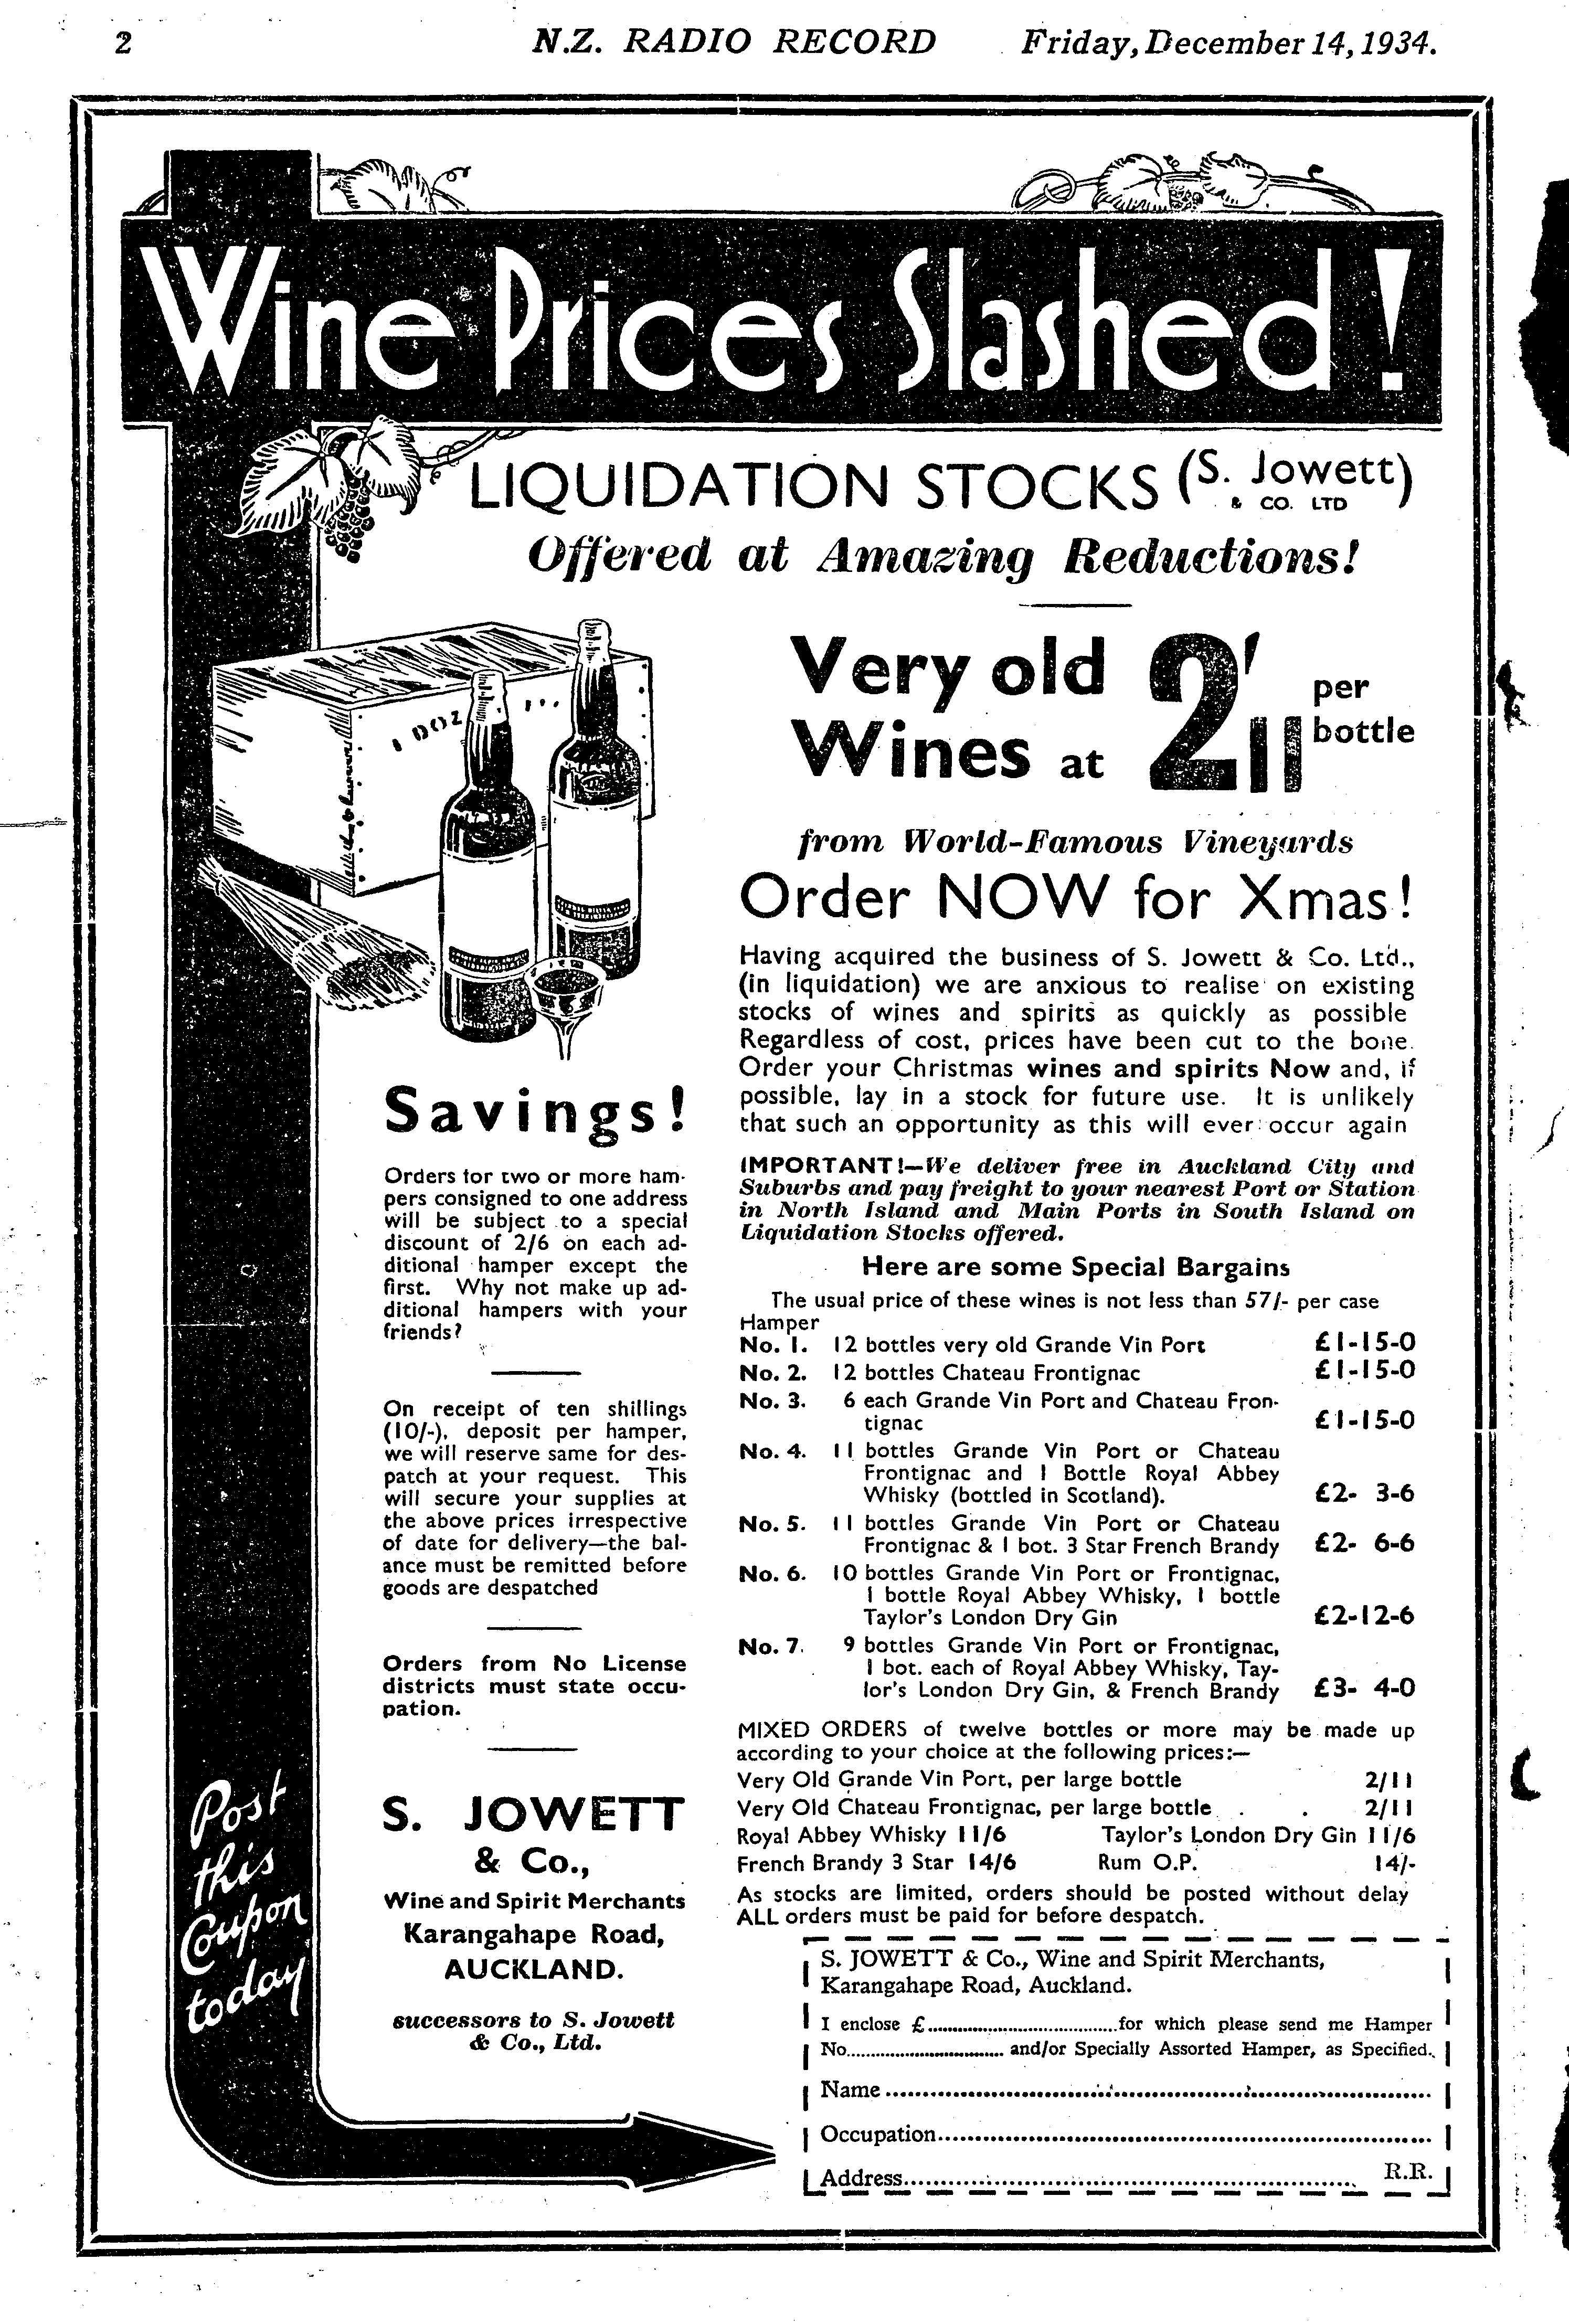 2
N.Z. RADIO RECORD
Friday, December 14, 1934.
Wine Prices Slashed!
LIQUIDATION STOCKS (S. Jowett & CO. LTD)
Offered at Amazing Reductions!
Very old
Wines at 2/11 per bottle
from World-Famous Vineyards
Order NOW for Xmas!
Having acquired the business of S. Jowett & Co. Ltd.,
(in liquidation) we are anxious to realise on existing
stocks of wines and spirits as quickly as possible
Regardless of cost, prices have been cut to the bone.
Order your Christmas wines and spirits Now and, if
possible, lay in a stock for future use. It is unlikely
that such an opportunity as this will ever occur again
IMPORTANT!—We deliver free in Auckland City and
Suburbs and pay freight to your nearest Port or Station
in North Island and Main Ports in South Island on
Liquidation Stocks offered.
Here are some Special Bargains
The usual price of these wines is not less than 57/- per case
Hamper
No. 1. 12 bottles very old Grande Vin Port £1-15-0
No. 2. 12 bottles Chateau Frontignac £1-15-0
No. 3. 6 each Grande Vin Port and Chateau Fron-
tignac £1-15-0
No. 4. 11 bottles Grande Vin Port or Chateau
Frontignac and 1 Bottle Royal Abbey
Whisky (bottled in Scotland). £2- 3-6
No. 5. 11 bottles Grande Vin Port or Chateau
Frontignac & 1 bot. 3 Star French Brandy £2- 6-6
No. 6. 10 bottles Grande Vin Port or Frontignac,
1 bottle Royal Abbey Whisky, 1 bottle
Taylor's London Dry Gin £2-12-6
No. 7. 9 bottles Grande Vin Port or Frontignac,
1 bot. each of Royal Abbey Whisky, Tay-
lor's London Dry Gin, & French Brandy £3- 4-0
MIXED ORDERS of twelve bottles or more may be made up
according to your choice at the following prices:—
Very Old Grande Vin Port, per large bottle 2/11
Very Old Chateau Frontignac, per large bottle . . 2/11
Royal Abbey Whisky 11/6 Taylor's London Dry Gin 11/6
French Brandy 3 Star 14/6 Rum O.P. 14/-
As stocks are limited, orders should be posted without delay
ALL orders must be paid for before despatch.
1 DOZ
Savings!
Orders for two or more ham-
pers consigned to one address
will be subject to a special
discount of 2/6 on each ad-
ditional hamper except the
first. Why not make up ad-
ditional hampers with your
friends?
On receipt of ten shillings
(10/-), deposit per hamper,
we will reserve same for des-
patch at your request. This
will secure your supplies at
the above prices irrespective
of date for delivery—the bal-
ance must be remitted before
goods are despatched
Orders from No License
districts must state occu-
pation.
S. JOWETT
& Co.,
Wine and Spirit Merchants
Karangahape Road,
AUCKLAND.
successors to S. Jowett
& Co., Ltd.
Post
this
Coupon
today
S. JOWETT & Co., Wine and Spirit Merchants,
Karangahape Road, Auckland.
I enclose £....................................for which please send me Hamper
No.............................. and/or Specially Assorted Hamper, as Specified.
Name ..............................
Occupation..............................
Address.............................. R.R.